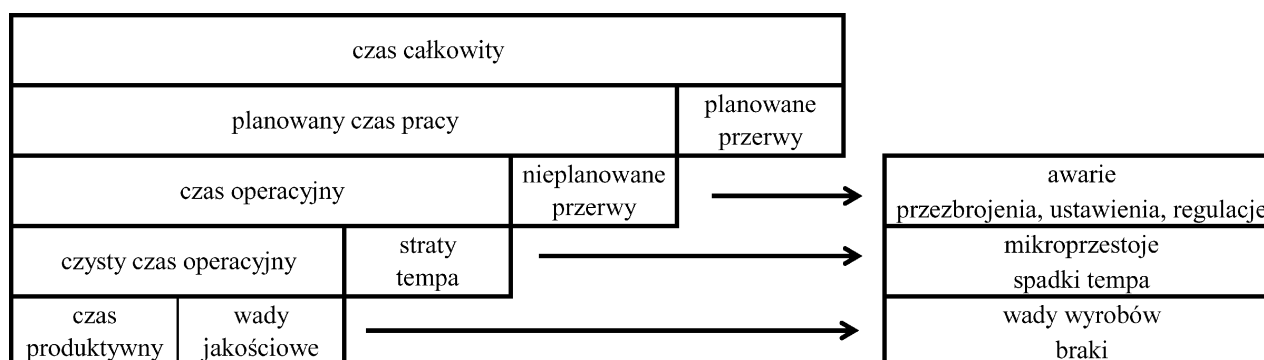 czas całkowity
planowany czas pracy
planowane
przerwy
czas operacyjny
nieplanowane
przerwy
awarie
przezbrojenia, ustawienia, regulacje
czysty czas operacyjny
straty
tempa
mikroprzestoje
spadki tempa
czas
produktywny
wady
jakościowe
wady wyrobów
braki